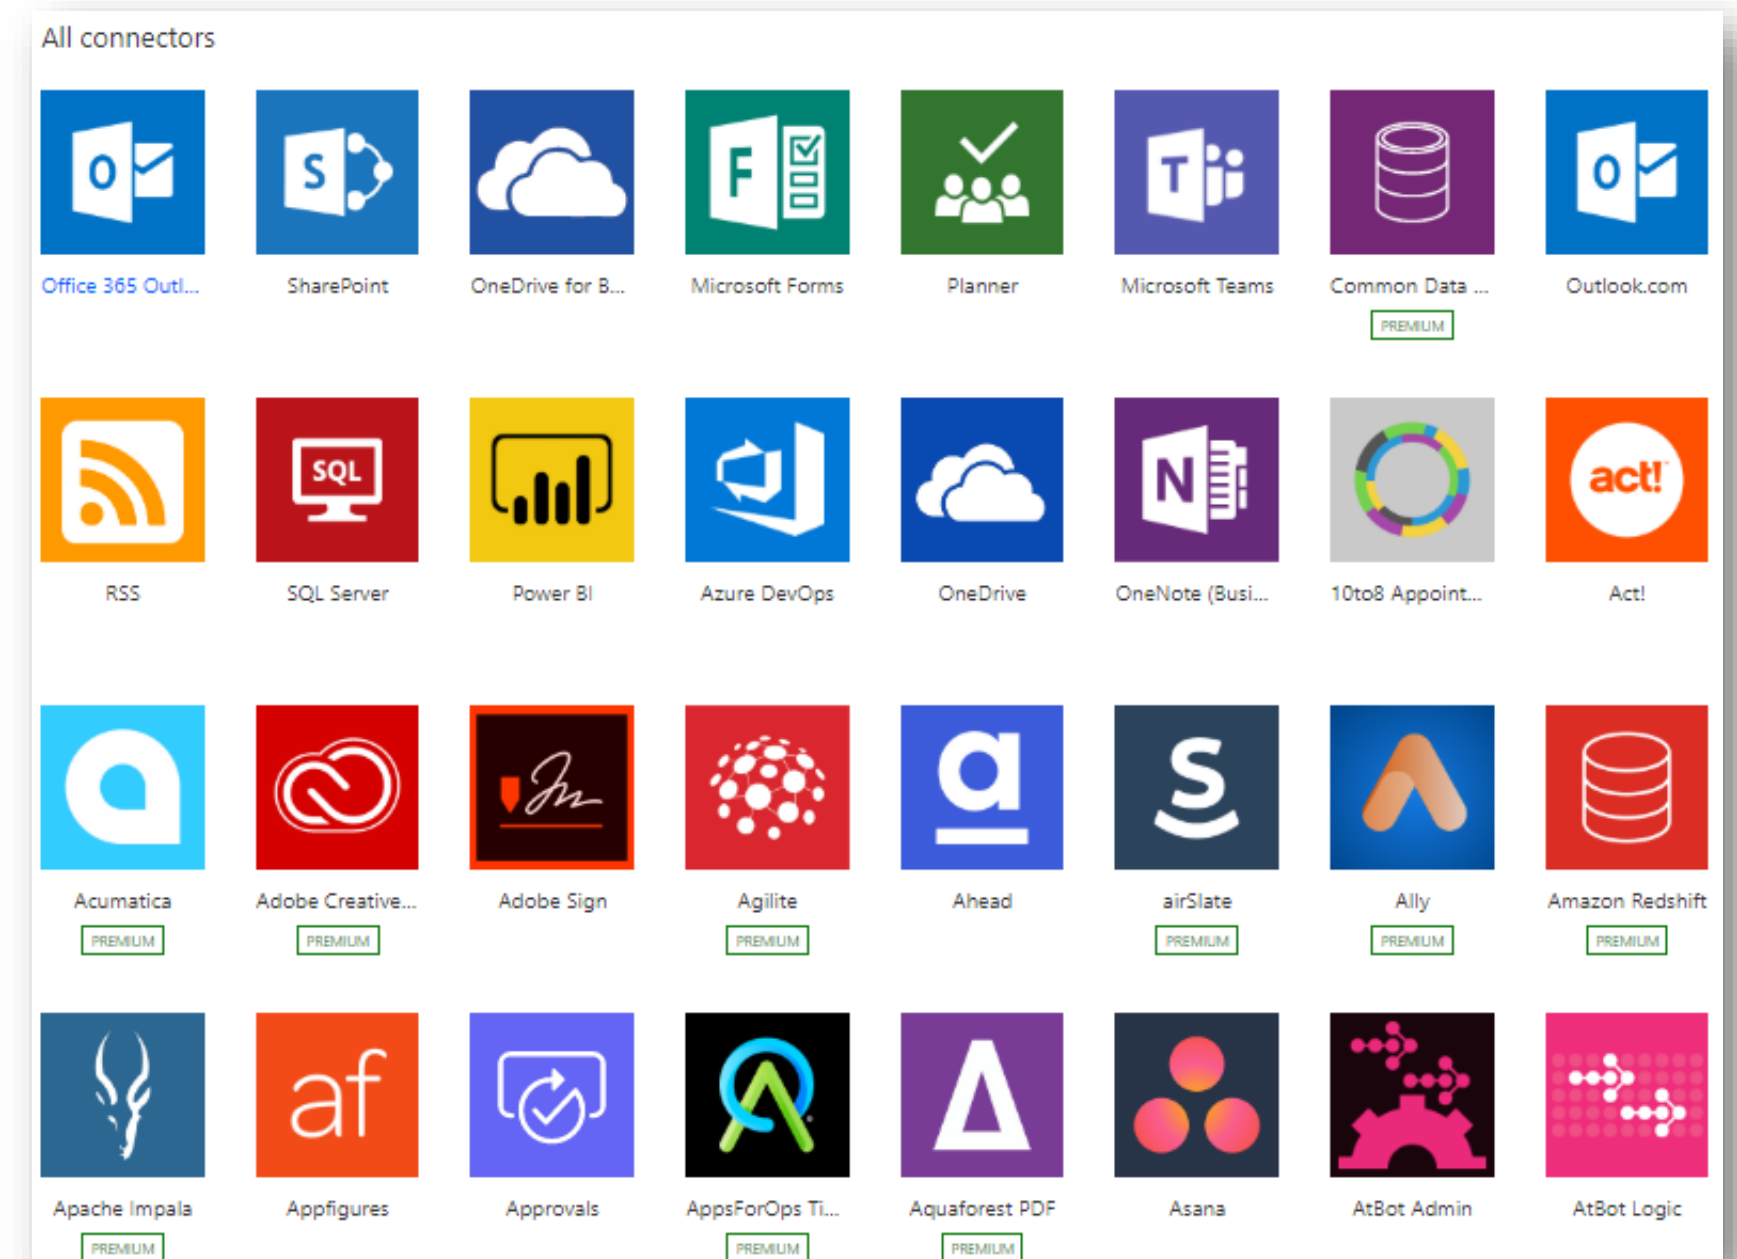 All connectors
O S F T O
Office 365 Outl... SharePoint OneDrive for B... Microsoft Forms Planner Microsoft Teams Common Data ... Outlook.com
PREMIUM
SQL N act!
RSS SQL Server Power BI Azure DevOps OneDrive OneNote (Busi... 10to8 Appoint... Act!
a a s
Acumatica Adobe Creative... Adobe Sign Agilite Ahead airSlate Ally Amazon Redshift
PREMIUM PREMIUM PREMIUM PREMIUM PREMIUM PREMIUM
af
Apache Impala Appfigures Approvals AppsForOps Ti... Aquaforest PDF Asana AtBot Admin AtBot Logic
PREMIUM PREMIUM PREMIUM